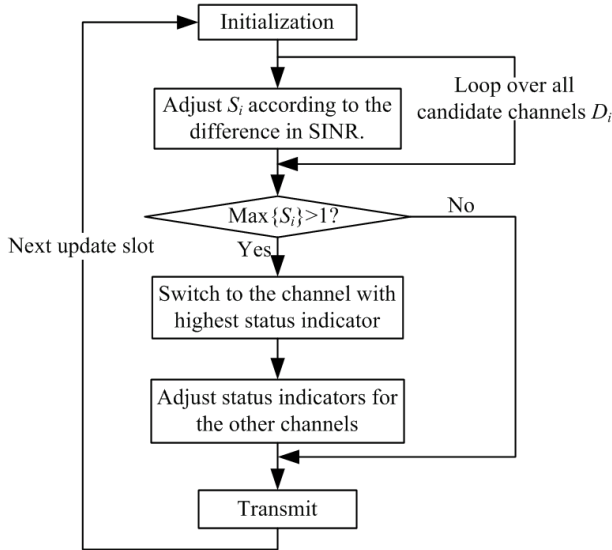 Initialization
Loop over all
candidate channels Di
Adjust Si according to the
difference in SINR.
Max{Si}>1?
No
Yes
Next update slot
Switch to the channel with
highest status indicator
Adjust status indicators for
the other channels
Transmit